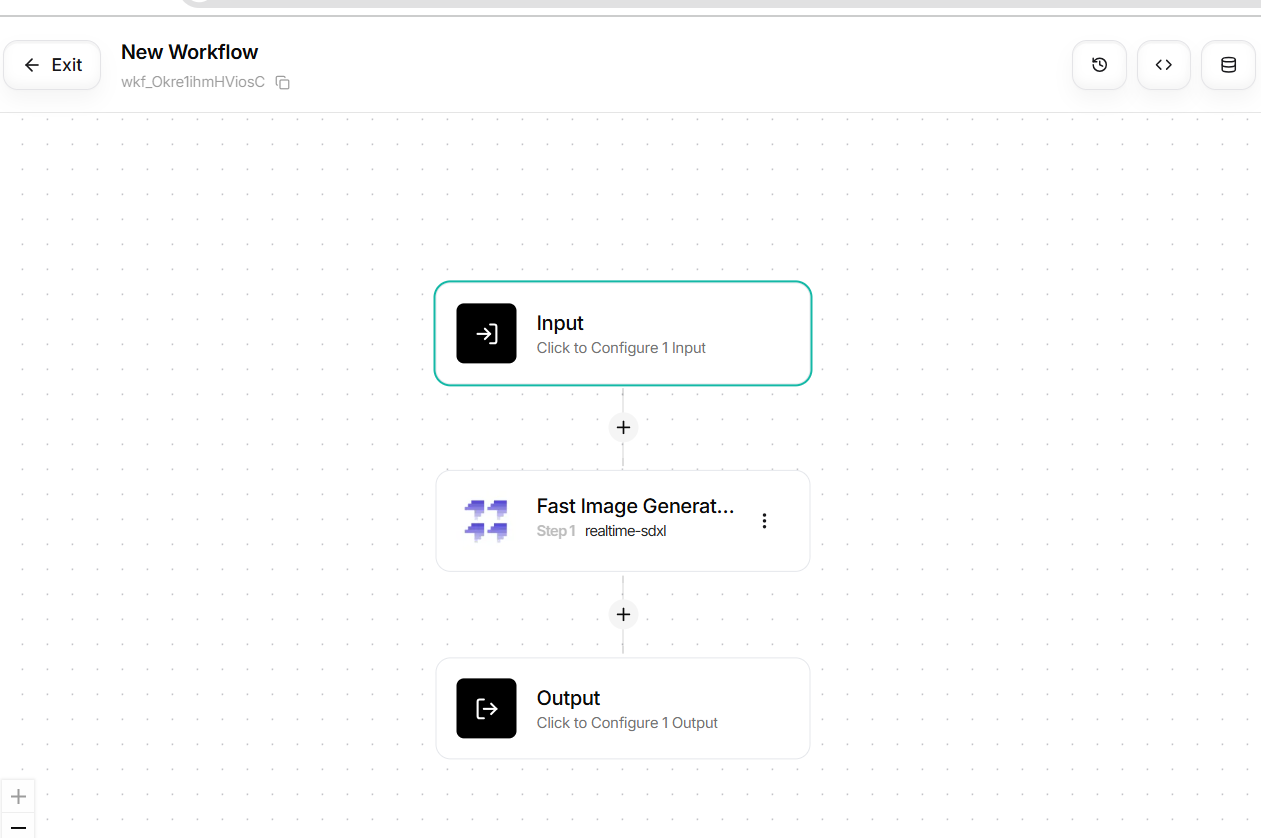 Exit
New Workflow
wkf_Okre1ihmHViosC
Input
Click to Configure 1 Input
Fast Image Generat...
Step 1 realtime-sdxl
Output
Click to Configure 1 Output